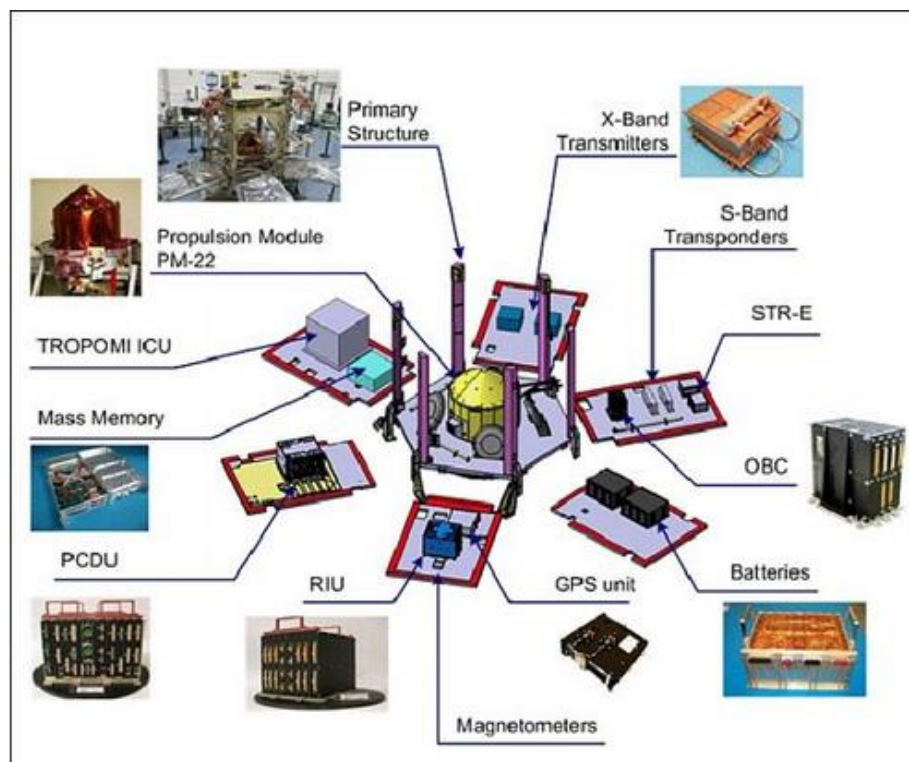 Primary
Structure
X-Band
Transmitters
S-Band
Transponders
Propulsion Module
PM-22
STR-E
TROPOMI ICU
Mass Memory
OBC
PCDU
RIU
GPS unit
Batteries
Magnetometers